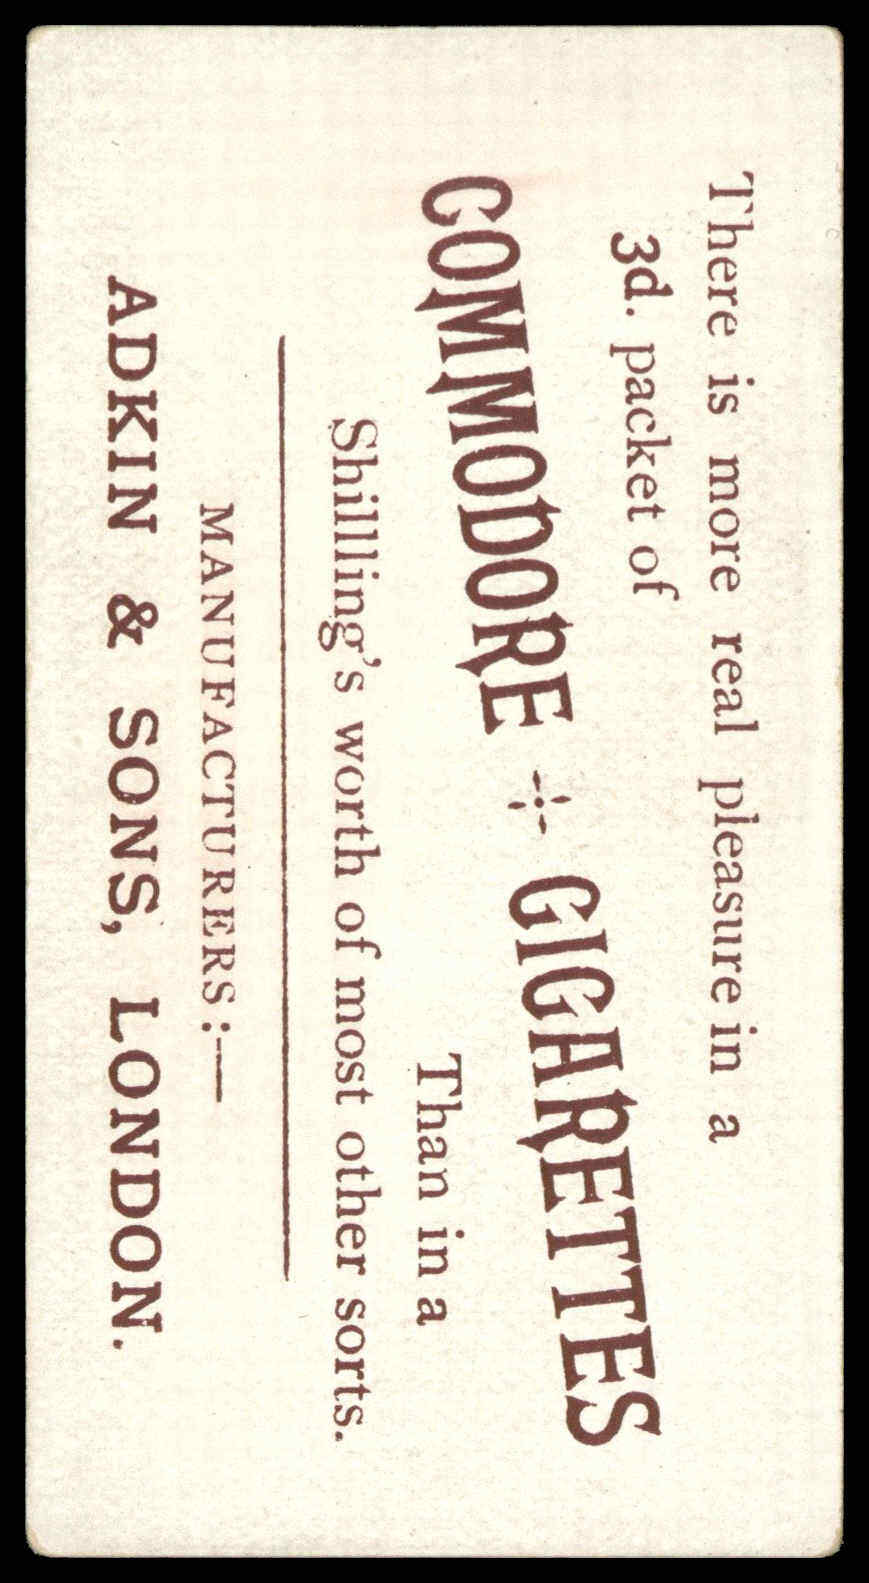 There is more real pleasure in a
3d. packet of
COMMODORE CIGARETTES
Than in a
Shillling's worth of most other sorts.
MANUFACTURERS:—
ADKIN & SONS, LONDON.